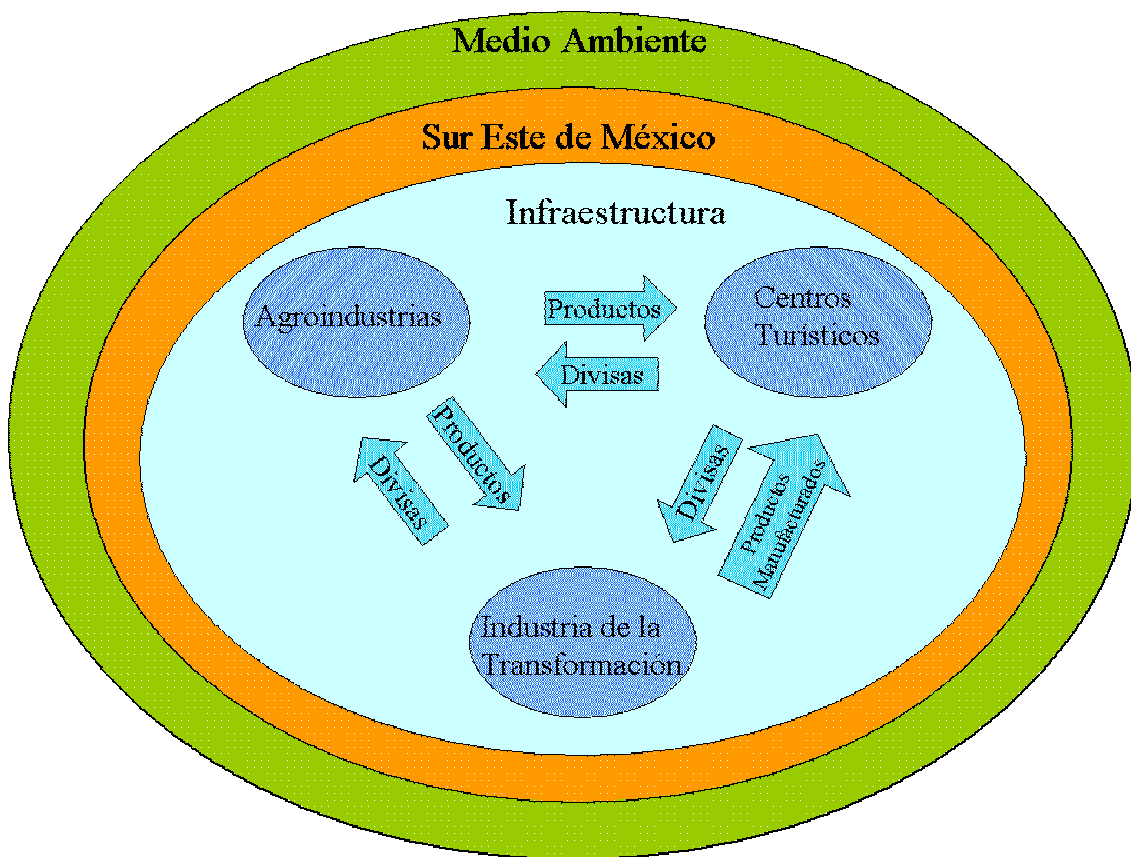 Medio Ambiente
Sur Este de México
Infraestructura
Agroindustrias
Productos
Centros
Turisticos
Divisas
Productos
Divisas
Divisas
Productos
Manufacturados
Industria de la
Transformación